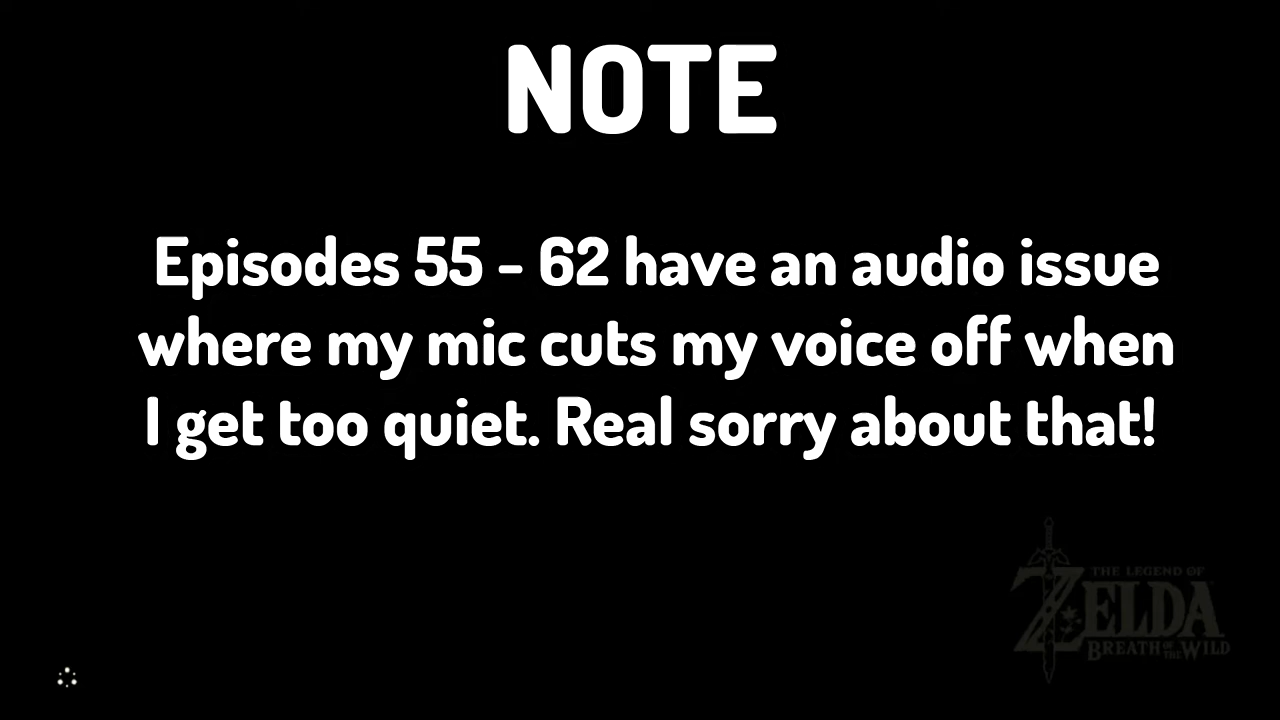 NOTE
Episodes 55 - 62 have an audio issue
where my mic cuts my voice off when
I get too quiet. Real sorry about that!
THE LEGEND OF
ZELDA
BREATH OF THE WILD